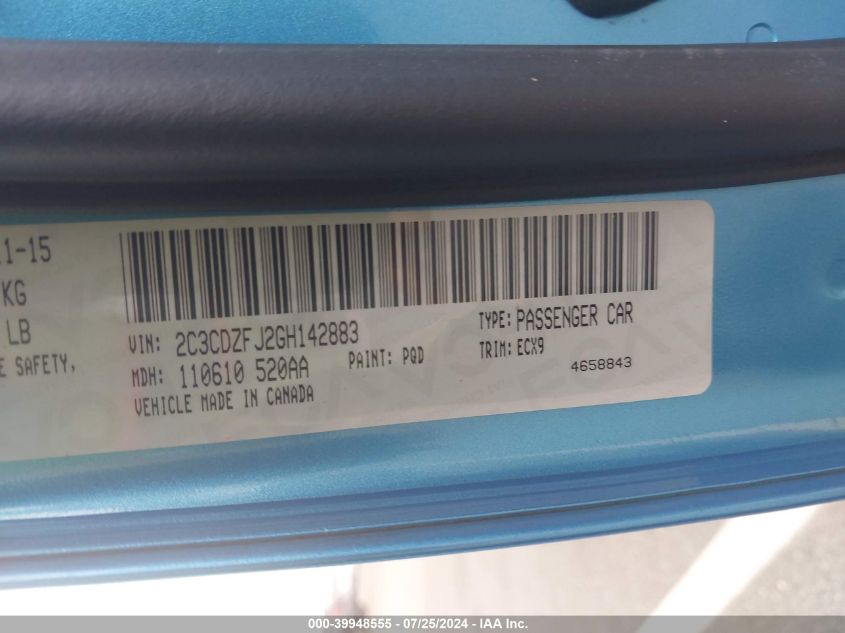 11-15
KG
LB
E SAFETY,
VIN: 2C3CDZFJ2GH142883
TYPE: PASSENGER CAR
MDH: 110610 520AA
PAINT: PQD
TRIM: ECX9
4658843
VEHICLE MADE IN CANADA
000-39948555 - 07/25/2024 - IAA Inc.